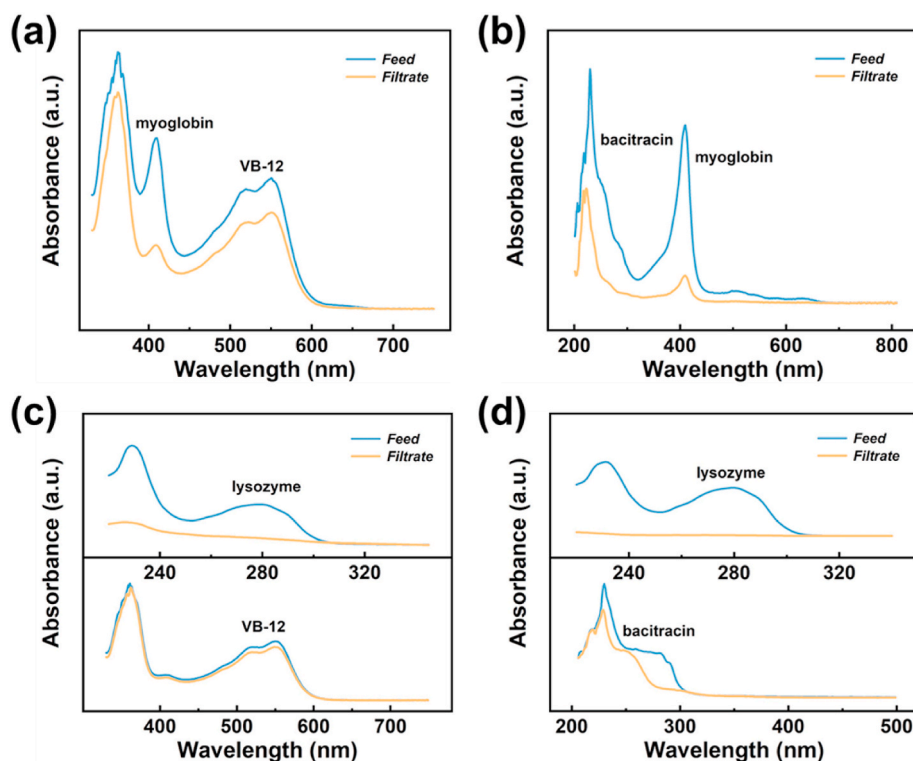 (a)
Absorbance (a.u.)
Feed
Filtrate
myoglobin
VB-12
400 500 600 700
Wavelength (nm)
(b)
Absorbance (a.u.)
Feed
Filtrate
bacitracin
myoglobin
200 400 600 800
Wavelength (nm)
(c)
Absorbance (a.u.)
Feed
Filtrate
lysozyme
240 280 320
VB-12
400 500 600 700
Wavelength (nm)
(d)
Absorbance (a.u.)
Feed
Filtrate
lysozyme
240 280 320
bacitracin
200 300 400 500
Wavelength (nm)